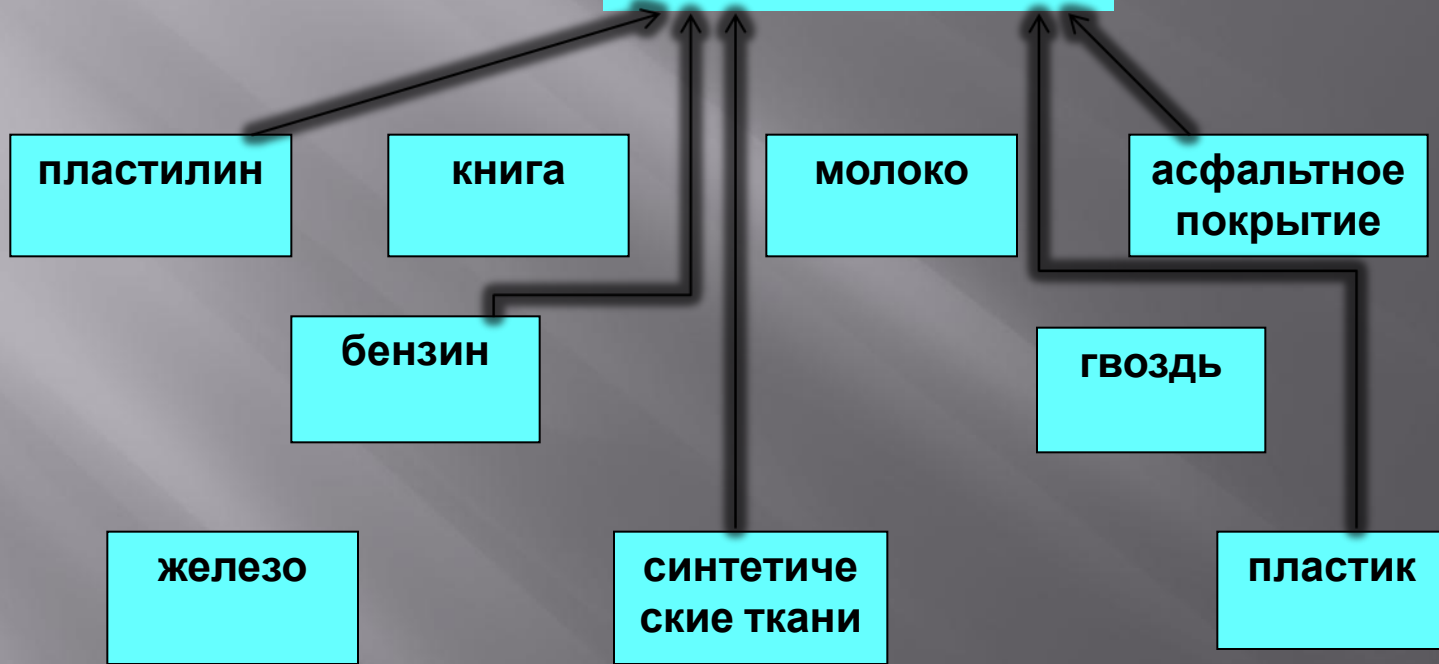 пластилин
книга
молоко
асфальтное
покрытие
бензин
гвоздь
железо
синтетиче
ские ткани
пластик